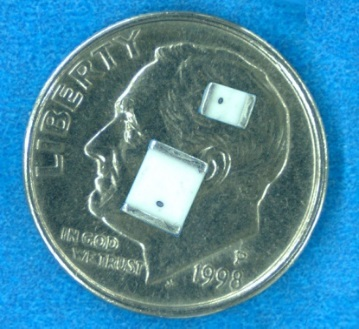 LIBERTY
IN GOD
WE TRUST
P
1998